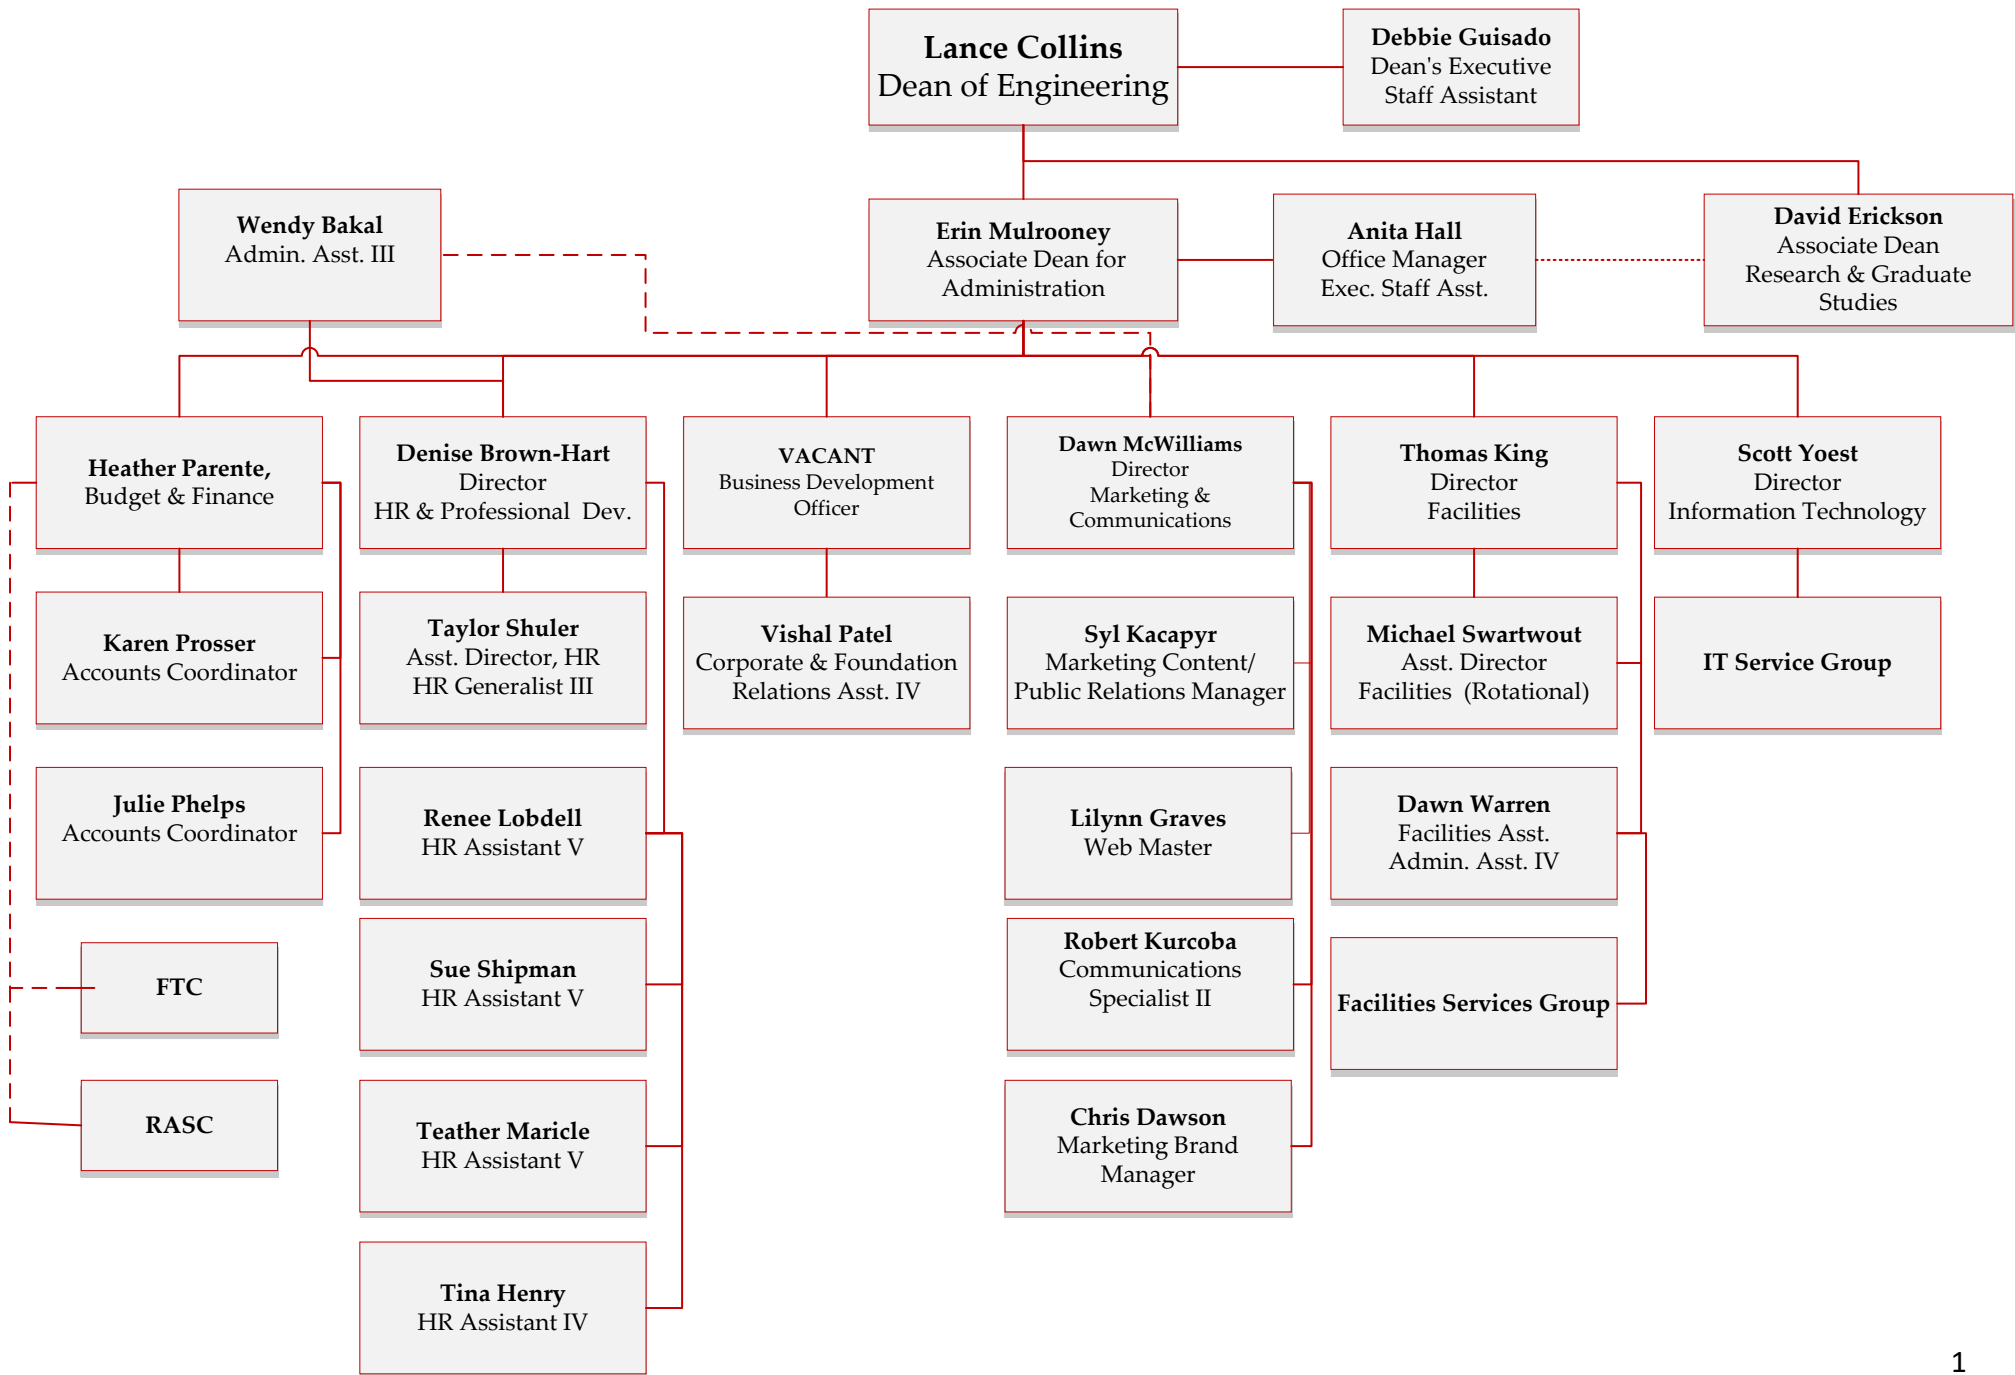 Lance Collins
Dean of Engineering
Debbie Guisado
Dean's Executive
Staff Assistant
Wendy Bakal
Admin. Asst. III
Erin Mulrooney
Associate Dean for
Administration
Anita Hall
Office Manager
Exec. Staff Asst.
David Erickson
Associate Dean
Research & Graduate
Studies
Heather Parente,
Budget & Finance
Denise Brown-Hart
Director
HR & Professional  Dev.
VACANT
Business Development
Officer
Dawn McWilliams
Director
Marketing &
Communications
Thomas King
Director
Facilities
Scott Yoest
Director
Information Technology
Karen Prosser
Accounts Coordinator
Taylor Shuler
Asst. Director, HR
HR Generalist III
Vishal Patel
Corporate & Foundation
Relations Asst. IV
Syl Kacapyr
Marketing Content/
Public Relations Manager
Michael Swartwout
Asst. Director
Facilities  (Rotational)
IT Service Group
Julie Phelps
Accounts Coordinator
Renee Lobdell
HR Assistant V
Lilynn Graves
Web Master
Dawn Warren
Facilities Asst.
Admin. Asst. IV
FTC
Sue Shipman
HR Assistant V
Robert Kurcoba
Communications
Specialist II
Facilities Services Group
RASC
Teather Maricle
HR Assistant V
Chris Dawson
Marketing Brand
Manager
Tina Henry
HR Assistant IV
1